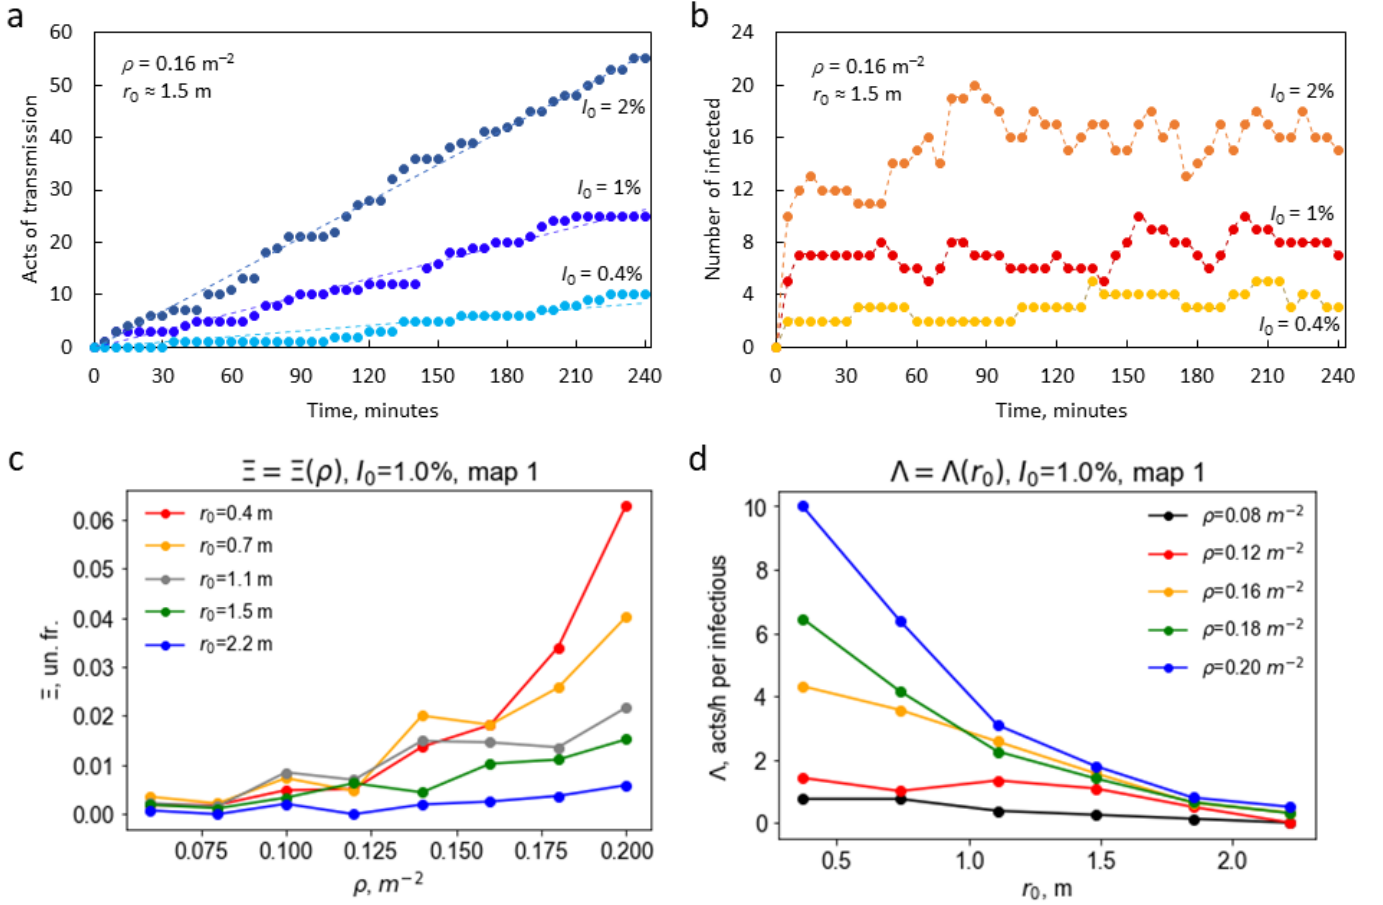 a
60
50
40
30
20
10
0
Acts of transmission
ρ = 0.16 m⁻²
r₀ ≈ 1.5 m
I₀ = 2%
I₀ = 1%
I₀ = 0.4%
0 30 60 90 120 150 180 210 240
Time, minutes
b
24
20
16
12
8
4
0
Number of infected
ρ = 0.16 m⁻²
r₀ ≈ 1.5 m
I₀ = 2%
I₀ = 1%
I₀ = 0.4%
0 30 60 90 120 150 180 210 240
Time, minutes
c
Ξ = Ξ(ρ), I₀=1.0%, map 1
0.06
0.05
0.04
0.03
0.02
0.01
0.00
Ξ, un. fr.
r₀=0.4 m
r₀=0.7 m
r₀=1.1 m
r₀=1.5 m
r₀=2.2 m
0.075 0.100 0.125 0.150 0.175 0.200
ρ, m⁻²
d
Λ = Λ(r₀), I₀=1.0%, map 1
10
8
6
4
2
0
Λ, acts/h per infectious
ρ=0.08 m⁻²
ρ=0.12 m⁻²
ρ=0.16 m⁻²
ρ=0.18 m⁻²
ρ=0.20 m⁻²
0.5 1.0 1.5 2.0
r₀, m